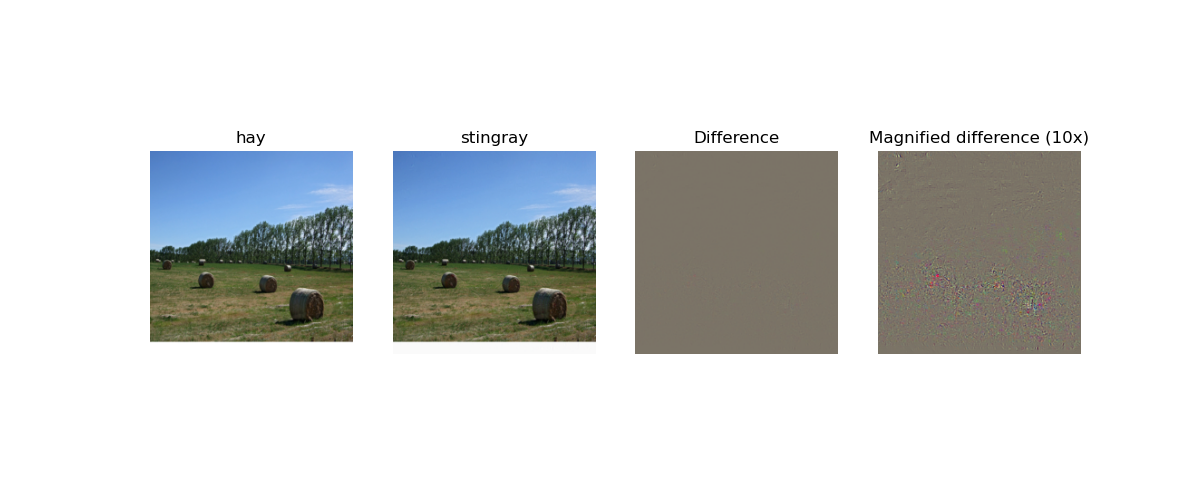 hay
stingray
Difference
Magnified difference (10x)